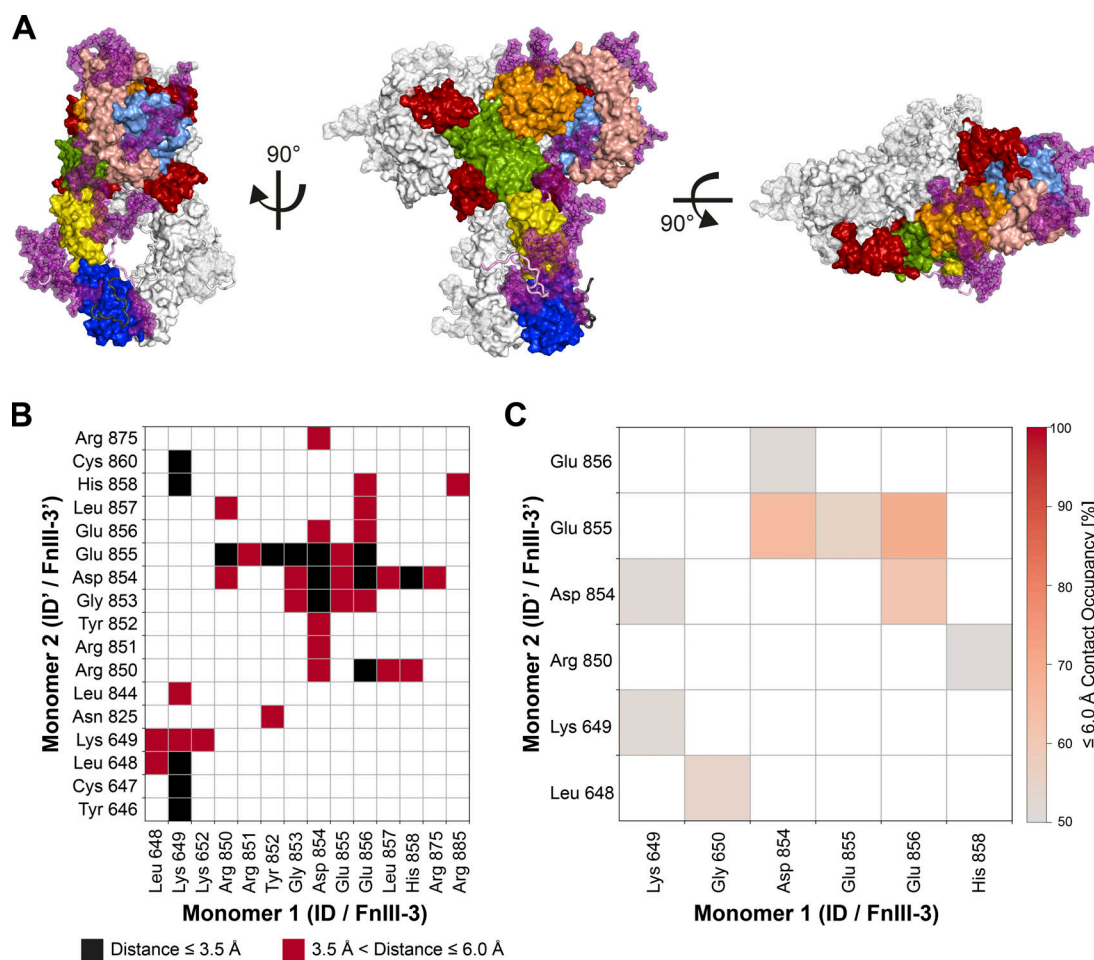 A
90°
90°
B
Monomer 2 (ID' / FnIII-3')
Arg 875
Cys 860
His 858
Leu 857
Glu 856
Glu 855
Asp 854
Gly 853
Tyr 852
Arg 851
Arg 850
Leu 844
Asn 825
Lys 649
Leu 648
Cys 647
Tyr 646
Leu 648
Lys 649
Lys 652
Arg 850
Arg 851
Tyr 852
Gly 853
Asp 854
Glu 855
Glu 856
Leu 857
His 858
Arg 875
Arg 885
Monomer 1 (ID / FnIII-3)
Distance ≤ 3.5 Å
3.5 Å < Distance ≤ 6.0 Å
C
Monomer 2 (ID' / FnIII-3')
Glu 856
Glu 855
Asp 854
Arg 850
Lys 649
Leu 648
Lys 649
Gly 650
Asp 854
Glu 855
Glu 856
His 858
Monomer 1 (ID / FnIII-3)
100
90
80
70
60
50
≤ 6.0 Å Contact Occupancy [%]